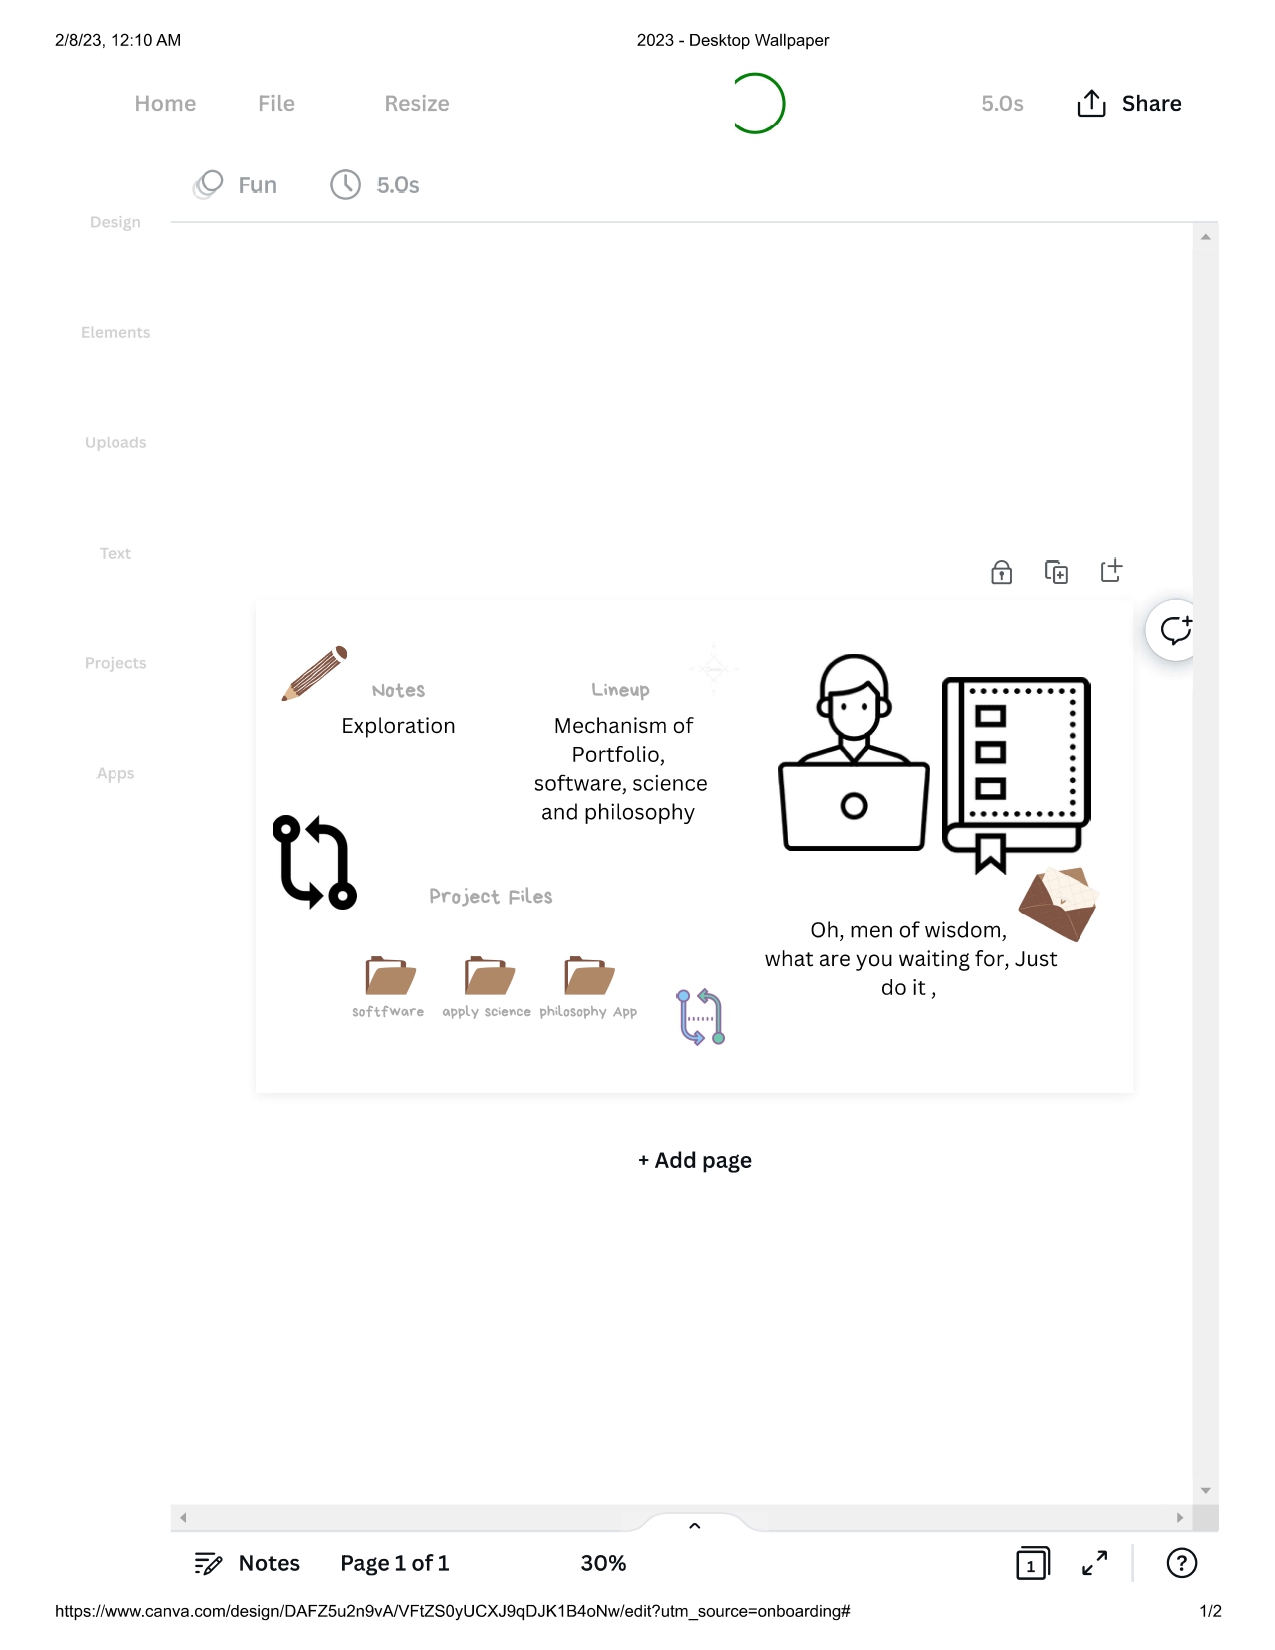 2/8/23, 12:10 AM 2023 - Desktop Wallpaper
Home File Resize 5.0s Share
Fun 5.0s
Design
Elements
Uploads
Text
Projects
Apps
Notes
Exploration
Lineup
Mechanism of
Portfolio,
software, science
and philosophy
Project Files
softfware apply science philosophy App
Oh, men of wisdom,
what are you waiting for, Just
do it ,
+ Add page
Notes Page 1 of 1 30% 1 ?
https://www.canva.com/design/DAFZ5u2n9vA/VFtZS0yUCXJ9qDJK1B4oNw/edit?utm_source=onboarding# 1/2